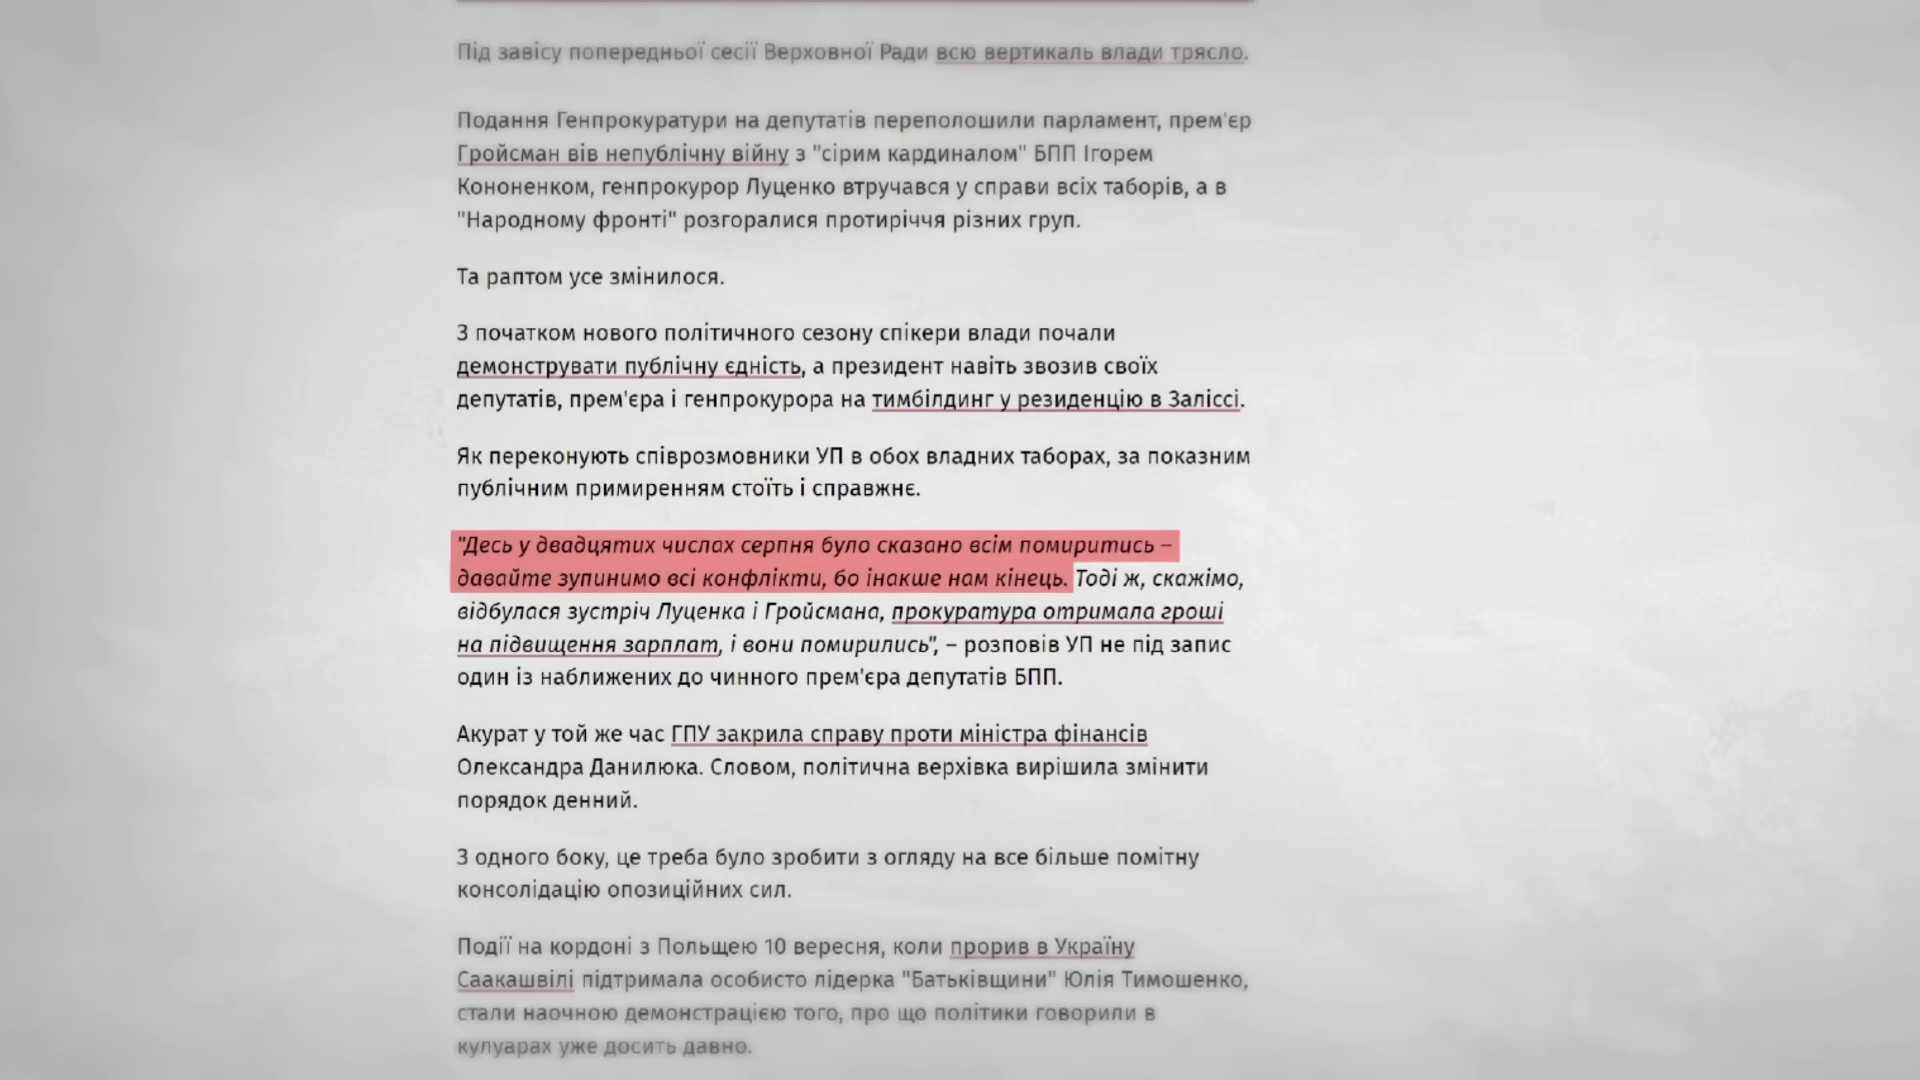 Під завісу попередньої сесії Верховної Ради всю вертикаль влади трясло.
Подання Генпрокуратури на депутатів переполошили парламент, прем'єр
Гройсман вів непублічну війну з "сірим кардиналом" БПП Ігорем
Кононенком, генпрокурор Луценко втручався у справи всіх таборів, а в
"Народному фронті" розгоралися протиріччя різних груп.
Та раптом усе змінилося.
З початком нового політичного сезону спікери влади почали
демонструвати публічну єдність, а президент навіть звозив своїх
депутатів, прем'єра і генпрокурора на тимбілдинг у резиденцію в Заліссі.
Як переконують співрозмовники УП в обох владних таборах, за показним
публічним примиренням стоїть і справжнє.
"Десь у двадцятих числах серпня було сказано всім помиритись –
давайте зупинимо всі конфлікти, бо інакше нам кінець. Тоді ж, скажімо,
відбулася зустріч Луценка і Гройсмана, прокуратура отримала гроші
на підвищення зарплат, і вони помирились", – розповів УП не під запис
один із наближених до чинного прем'єра депутатів БПП.
Акурат у той же час ГПУ закрила справу проти міністра фінансів
Олександра Данилюка. Словом, політична верхівка вирішила змінити
порядок денний.
З одного боку, це треба було зробити з огляду на все більше помітну
консолідацію опозиційних сил.
Події на кордоні з Польщею 10 вересня, коли прорив в Україну
Саакашвілі підтримала особисто лідерка "Батьківщини" Юлія Тимошенко,
стали наочною демонстрацією того, про що політики говорили в
кулуарах уже досить давно.